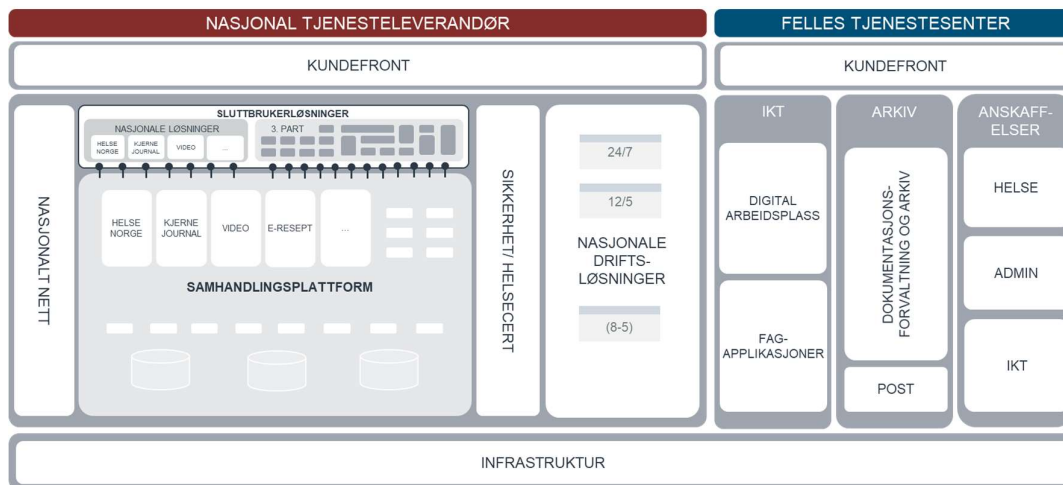 NASJONAL TJENESTELEVERANDØR
KUNDEFRONT
NASJONALT NETT
SLUTTBRUKERLØSNINGER
NASJONALE LØSNINGER
HELSE
NORGE
KJERNE
JOURNAL
VIDEO
...
3. PART
HELSE
NORGE
KJERNE
JOURNAL
VIDEO
E-RESEPT
...
SAMHANDLINGSPLATTFORM
SIKKERHET/ HELSECERT
24/7
12/5
NASJONALE
DRIFTS-
LØSNINGER
(8-5)
FELLES TJENESTESENTER
KUNDEFRONT
IKT
DIGITAL
ARBEIDSPLASS
FAG-
APPLIKASJONER
ARKIV
DOKUMENTASJONS-
FORVALTNING OG ARKIV
POST
ANSKAFF-
ELSER
HELSE
ADMIN
IKT
INFRASTRUKTUR